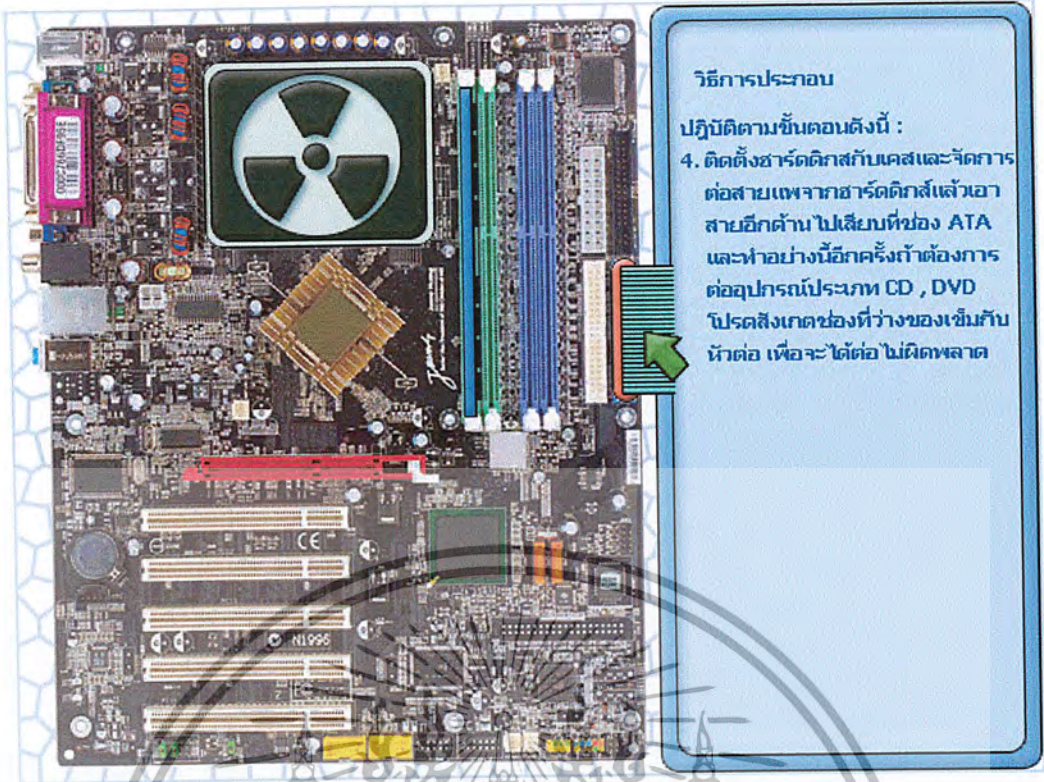 วิธีการประกอบ
ปฏิบัติตามขั้นตอนดังนี้ :
4. ติดตั้งฮาร์ดดิกสกับเคสและจัดการ
ต่อสายแพจากฮาร์ดดิกส์แล้วเอา
สายอีกด้านไปเสียบที่ช่อง ATA
และทำอย่างนี้อีกครั้งถ้าต้องการ
ต่ออุปกรณ์ประเภท CD , DVD
โปรดสังเกตช่องที่ว่างของเข็มกับ
หัวต่อ เพื่อจะได้ต่อไม่ผิดพลาด
CE
N1996